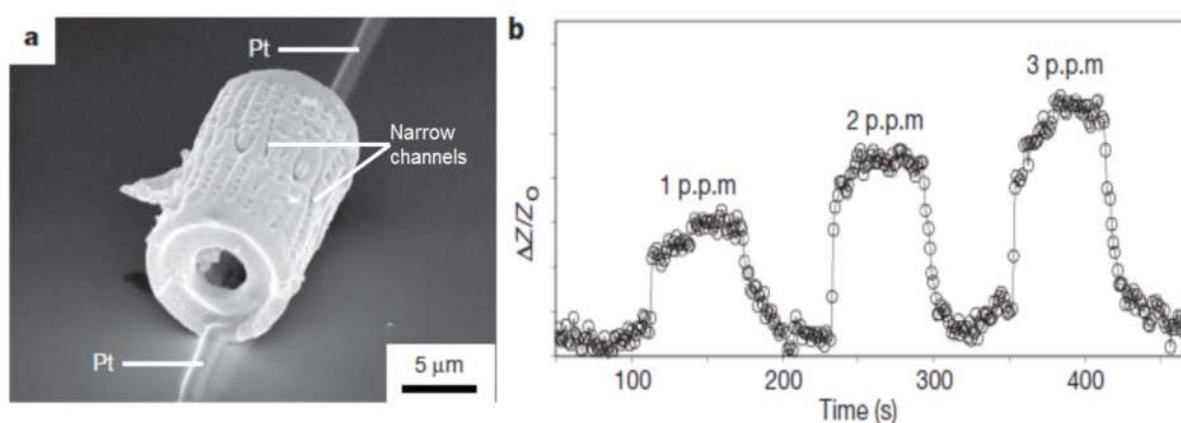 a
Pt
Narrow
channels
Pt
5 μm
b
3 p.p.m
2 p.p.m
1 p.p.m
ΔZ/Z₀
100 200 300 400
Time (s)